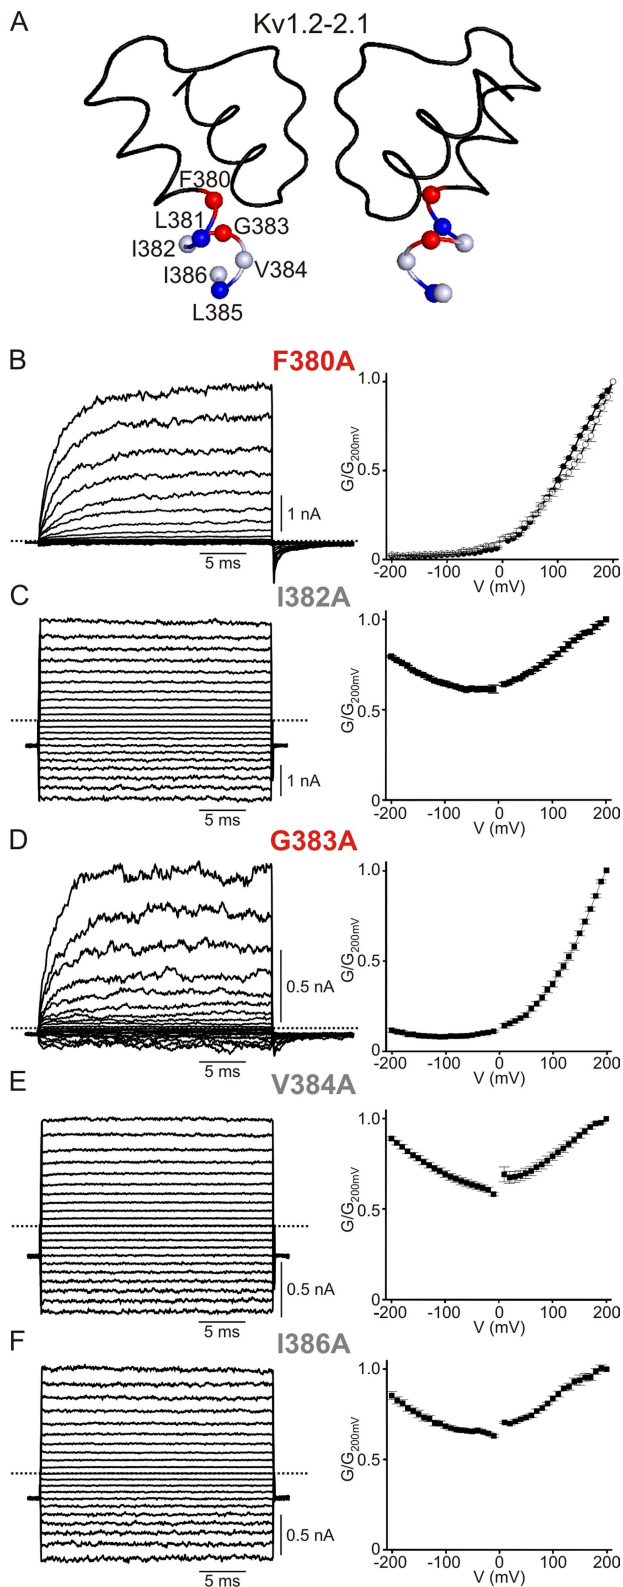 A
Kv1.2-2.1
F380
L381
G383
I382
I386
V384
L385
B
F380A
1 nA
5 ms
G/G200mV
1.0
0.5
0
-200
-100
0
100
200
V (mV)
C
I382A
1 nA
5 ms
G/G200mV
1.0
0.5
0
-200
-100
0
100
200
V (mV)
D
G383A
0.5 nA
5 ms
G/G200mV
1.0
0.5
0
-200
-100
0
100
200
V (mV)
E
V384A
0.5 nA
5 ms
G/G200mV
1.0
0.5
0
-200
-100
0
100
200
V (mV)
F
I386A
0.5 nA
5 ms
G/G200mV
1.0
0.5
0
-200
-100
0
100
200
V (mV)